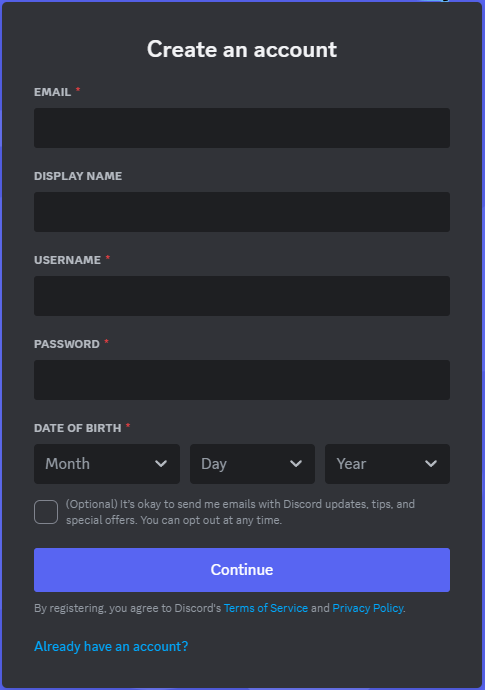 Create an account
EMAIL *
DISPLAY NAME
USERNAME *
PASSWORD *
DATE OF BIRTH *
Month Day Year
(Optional) It's okay to send me emails with Discord updates, tips, and
special offers. You can opt out at any time.
Continue
By registering, you agree to Discord's Terms of Service and Privacy Policy.
Already have an account?